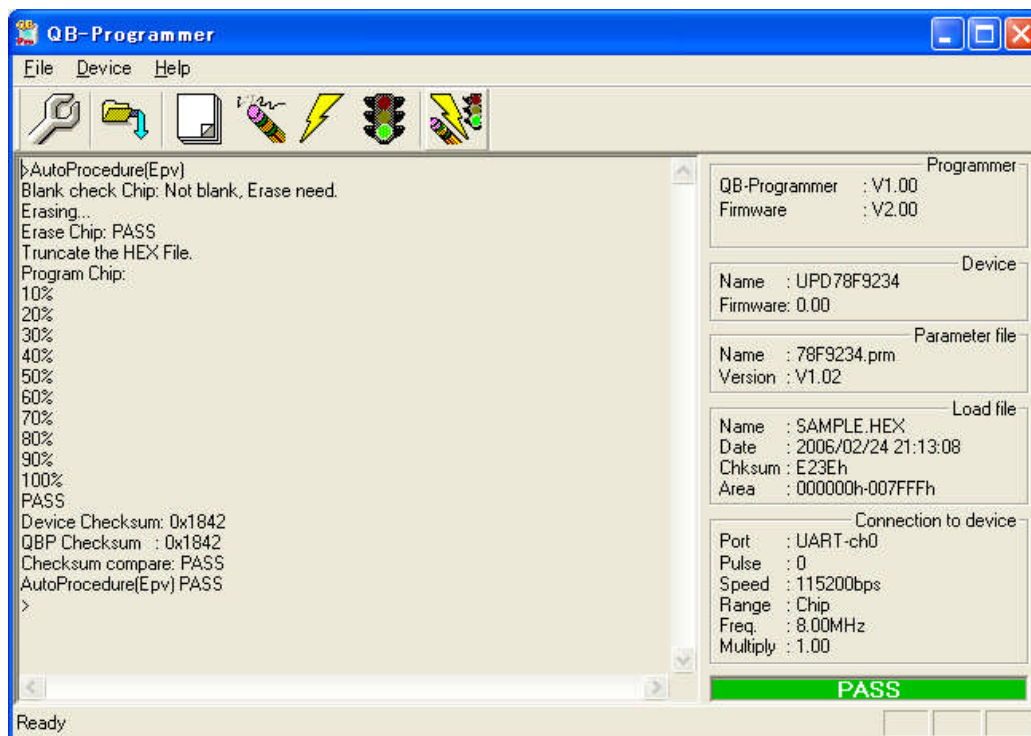 QB-Programmer
File Device Help
>AutoProcedure(Epv)
Blank check Chip: Not blank, Erase need.
Erasing...
Erase Chip: PASS
Truncate the HEX File.
Program Chip:
10%
20%
30%
40%
50%
60%
70%
80%
90%
100%
PASS
Device Checksum: 0x1842
QBP Checksum : 0x1842
Checksum compare: PASS
AutoProcedure(Epv) PASS
>
Programmer
QB-Programmer : V1.00
Firmware : V2.00
Device
Name : UPD78F9234
Firmware: 0.00
Parameter file
Name : 78F9234.prm
Version : V1.02
Load file
Name : SAMPLE.HEX
Date : 2006/02/24 21:13:08
Chksum : E23Eh
Area : 000000h-007FFFh
Connection to device
Port : UART-ch0
Pulse : 0
Speed : 115200bps
Range : Chip
Freq. : 8.00MHz
Multiply : 1.00
PASS
Ready